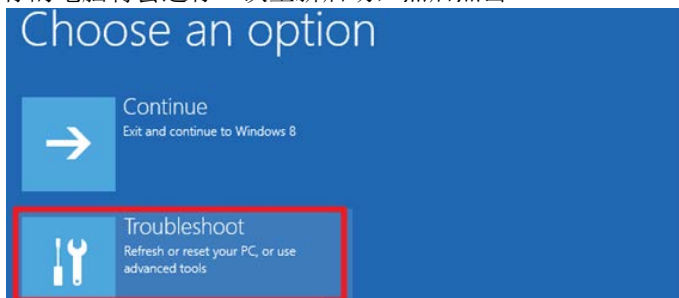 Choose an option
Continue
Exit and continue to Windows 8
Troubleshoot
Refresh or reset your PC, or use
advanced tools